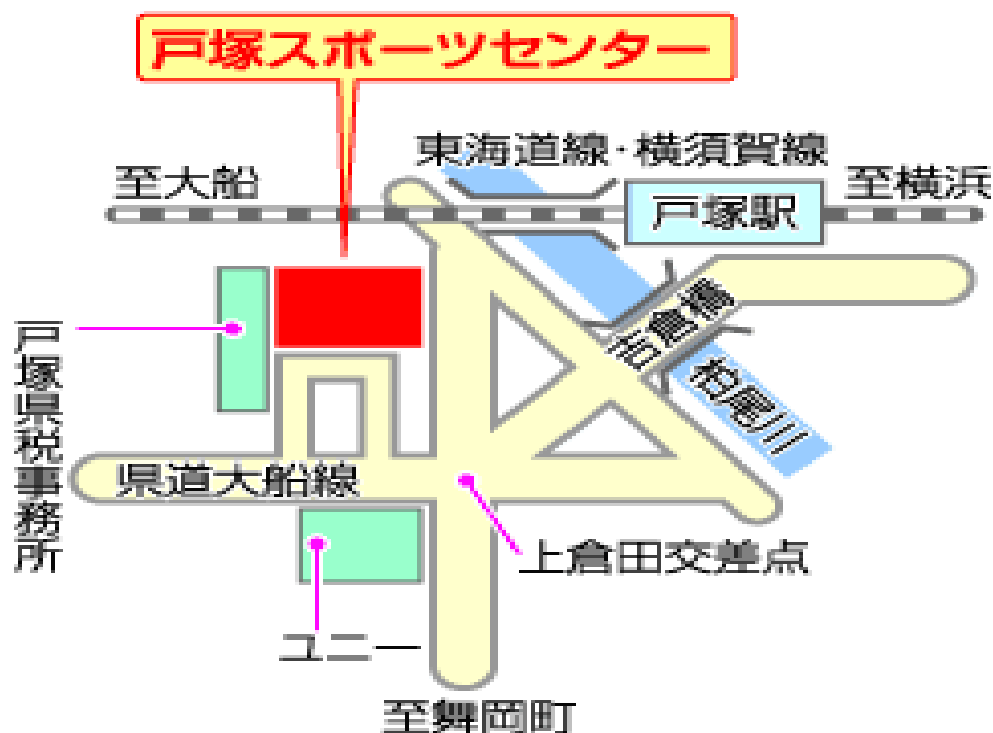 戸塚スポーツセンター
東海道線・横須賀線
至大船
戸塚駅
至横浜
吉倉橋
柏尾川
戸塚県税事務所
県道大船線
上倉田交差点
ユニー
至舞岡町